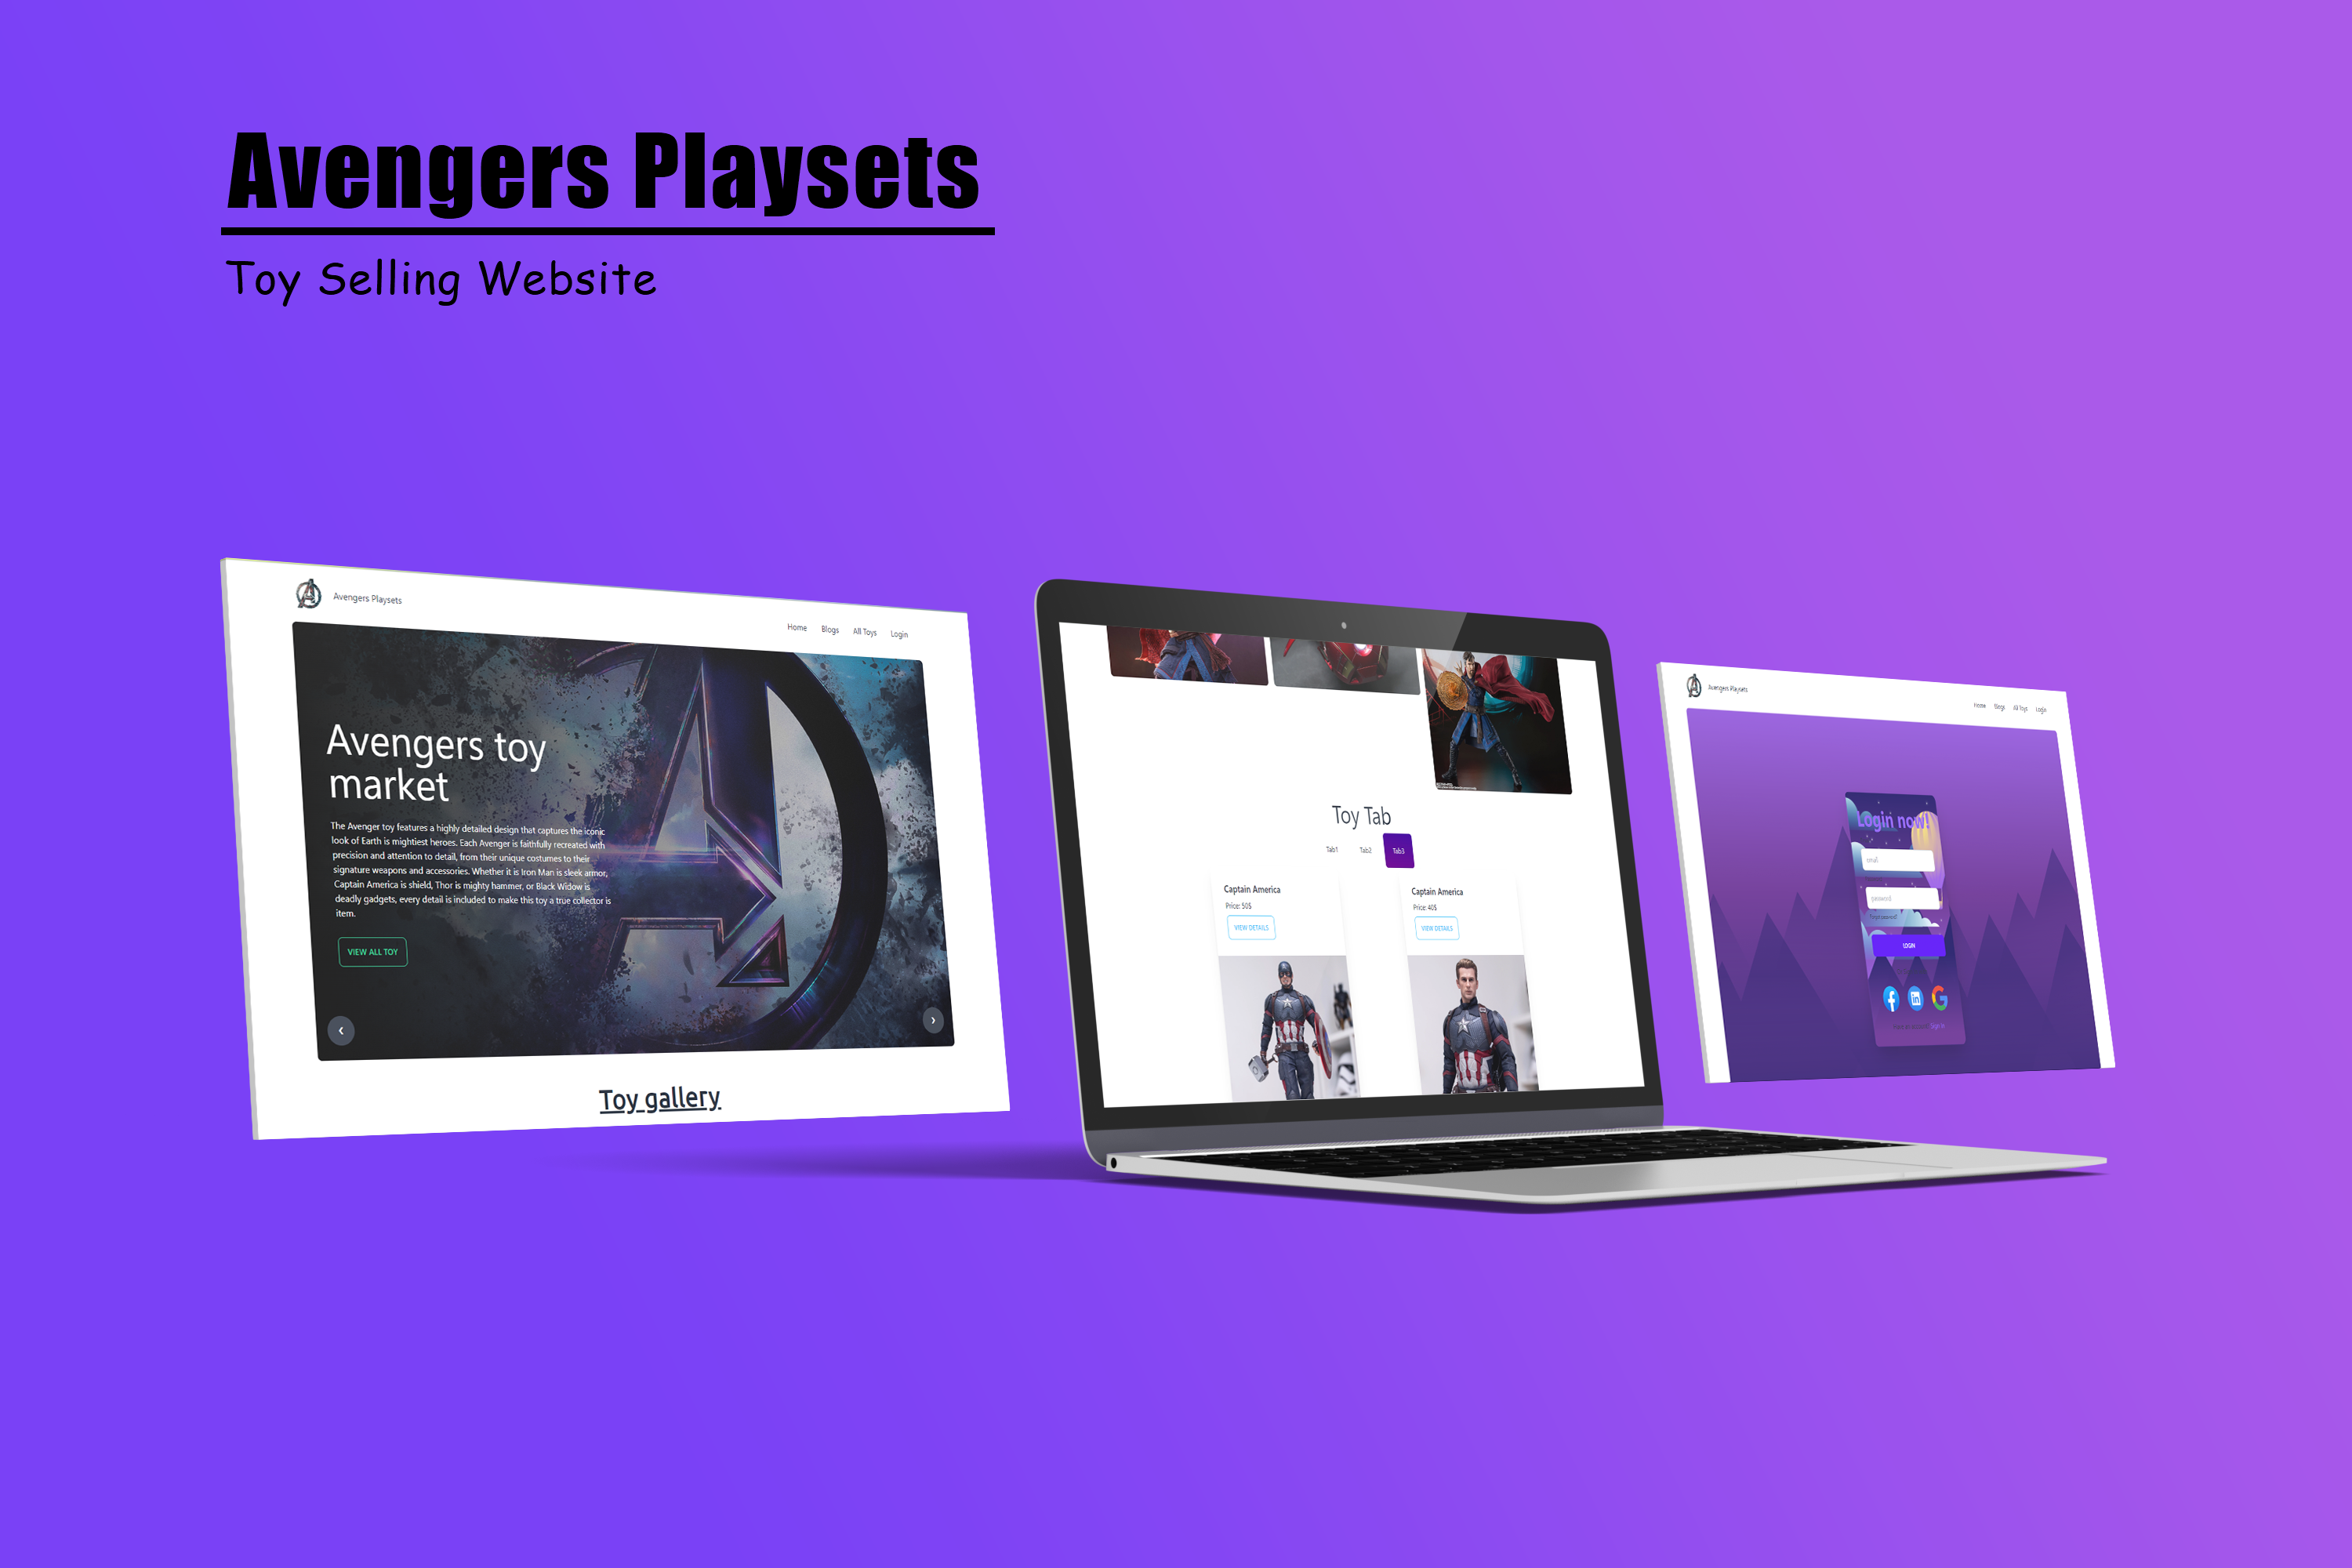 Avengers Playsets
Toy Selling Website
Avengers Playsets
Home Blogs All Toys Login
Avengers toy
market
The Avenger toy features a highly detailed design that captures the iconic
look of Earth is mightiest heroes. Each Avenger is faithfully recreated with
precision and attention to detail, from their unique costumes to their
signature weapons and accessories. Whether it is Iron Man is sleek armor,
Captain America is shield, Thor is mighty hammer, or Black Widow is
deadly gadgets, every detail is included to make this toy a true collector is
item.
VIEW ALL TOY
Toy gallery
Toy Tab
Tab1 Tab2 Tab3
Captain America
Price: 50$
VIEW DETAILS
Captain America
Price: 40$
VIEW DETAILS
Avengers Playsets
Home Blogs All Toys Login
Login now!
email
password
Forgot password?
LOGIN
Sign in